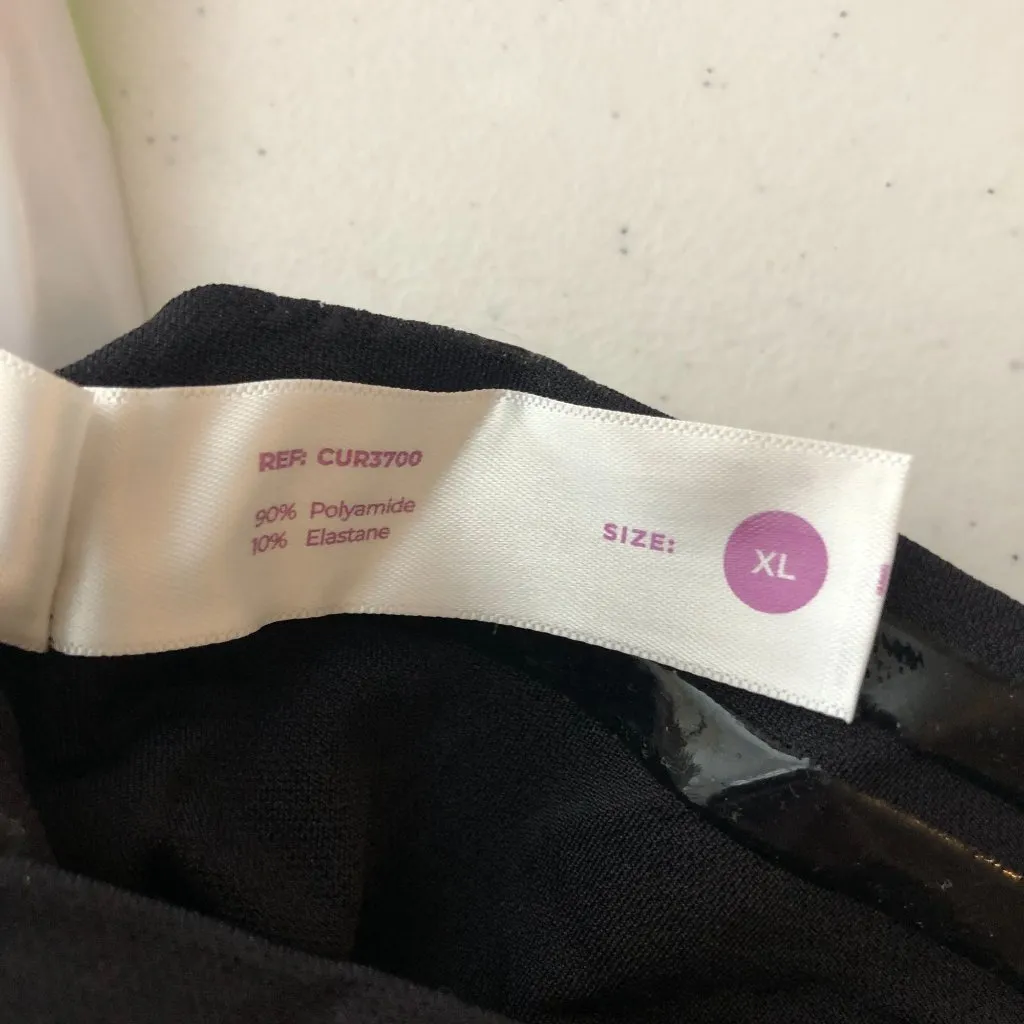 REF: CUR3700
90% Polyamide
10% Elastane
SIZE: XL